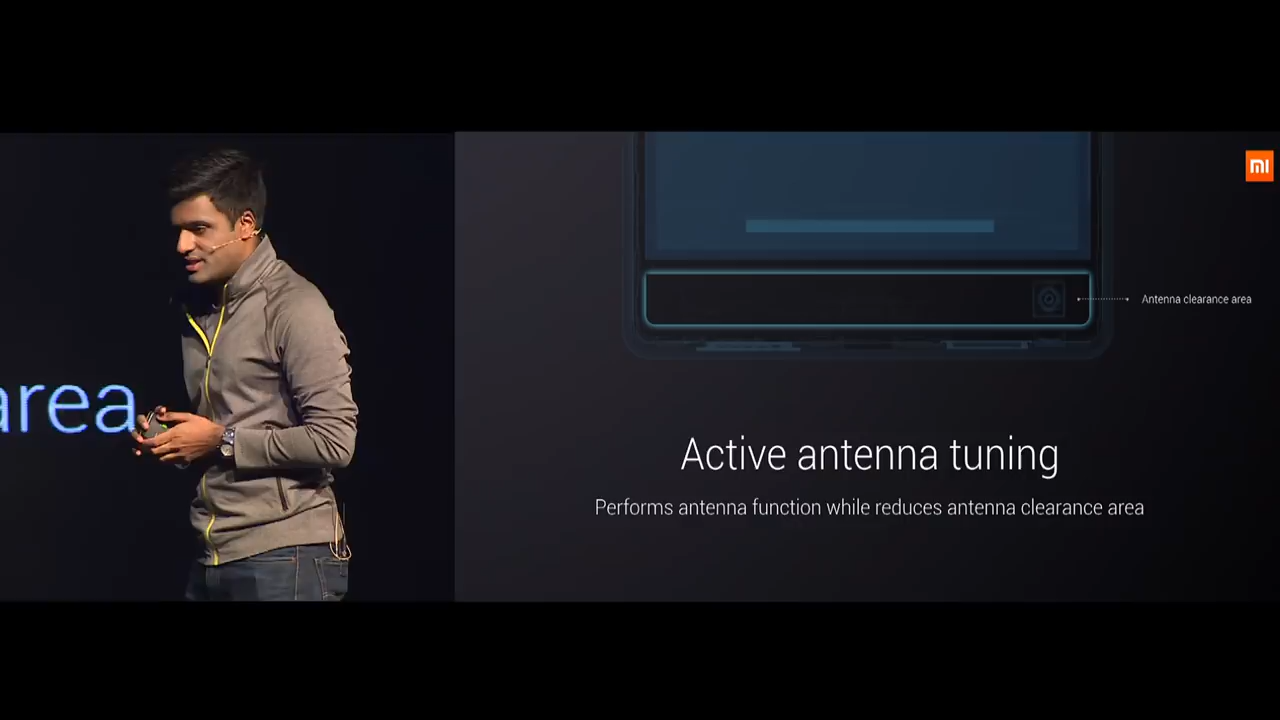 area
mi
Antenna clearance area
Active antenna tuning
Performs antenna function while reduces antenna clearance area